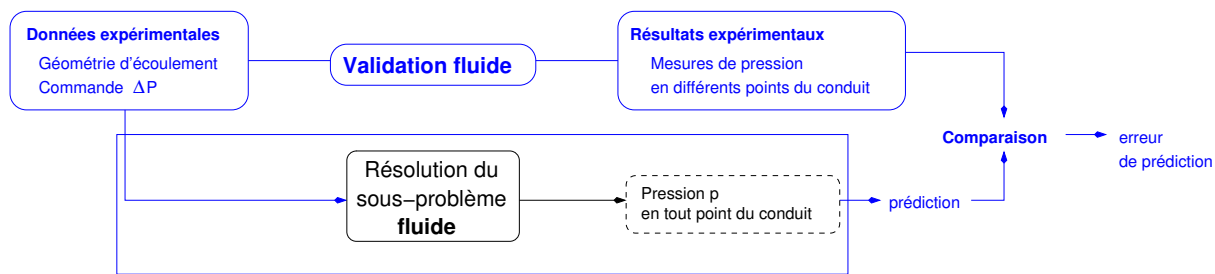 Données expérimentales
Géométrie d'écoulement
Commande ΔP
Validation fluide
Résultats expérimentaux
Mesures de pression
en différents points du conduit
Comparaison
erreur
de prédiction
Résolution du
sous−problème
fluide
Pression p
en tout point du conduit
prédiction